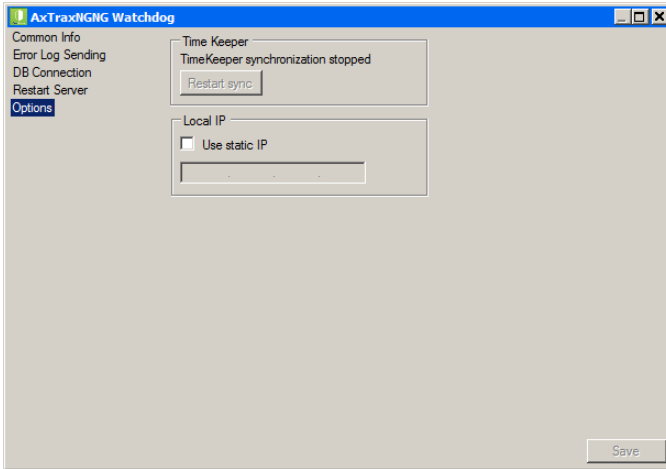 AxTraxNGNG Watchdog
Common Info
Error Log Sending
DB Connection
Restart Server
Options
Time Keeper
TimeKeeper synchronization stopped
Restart sync
Local IP
Use static IP
. . .
Save